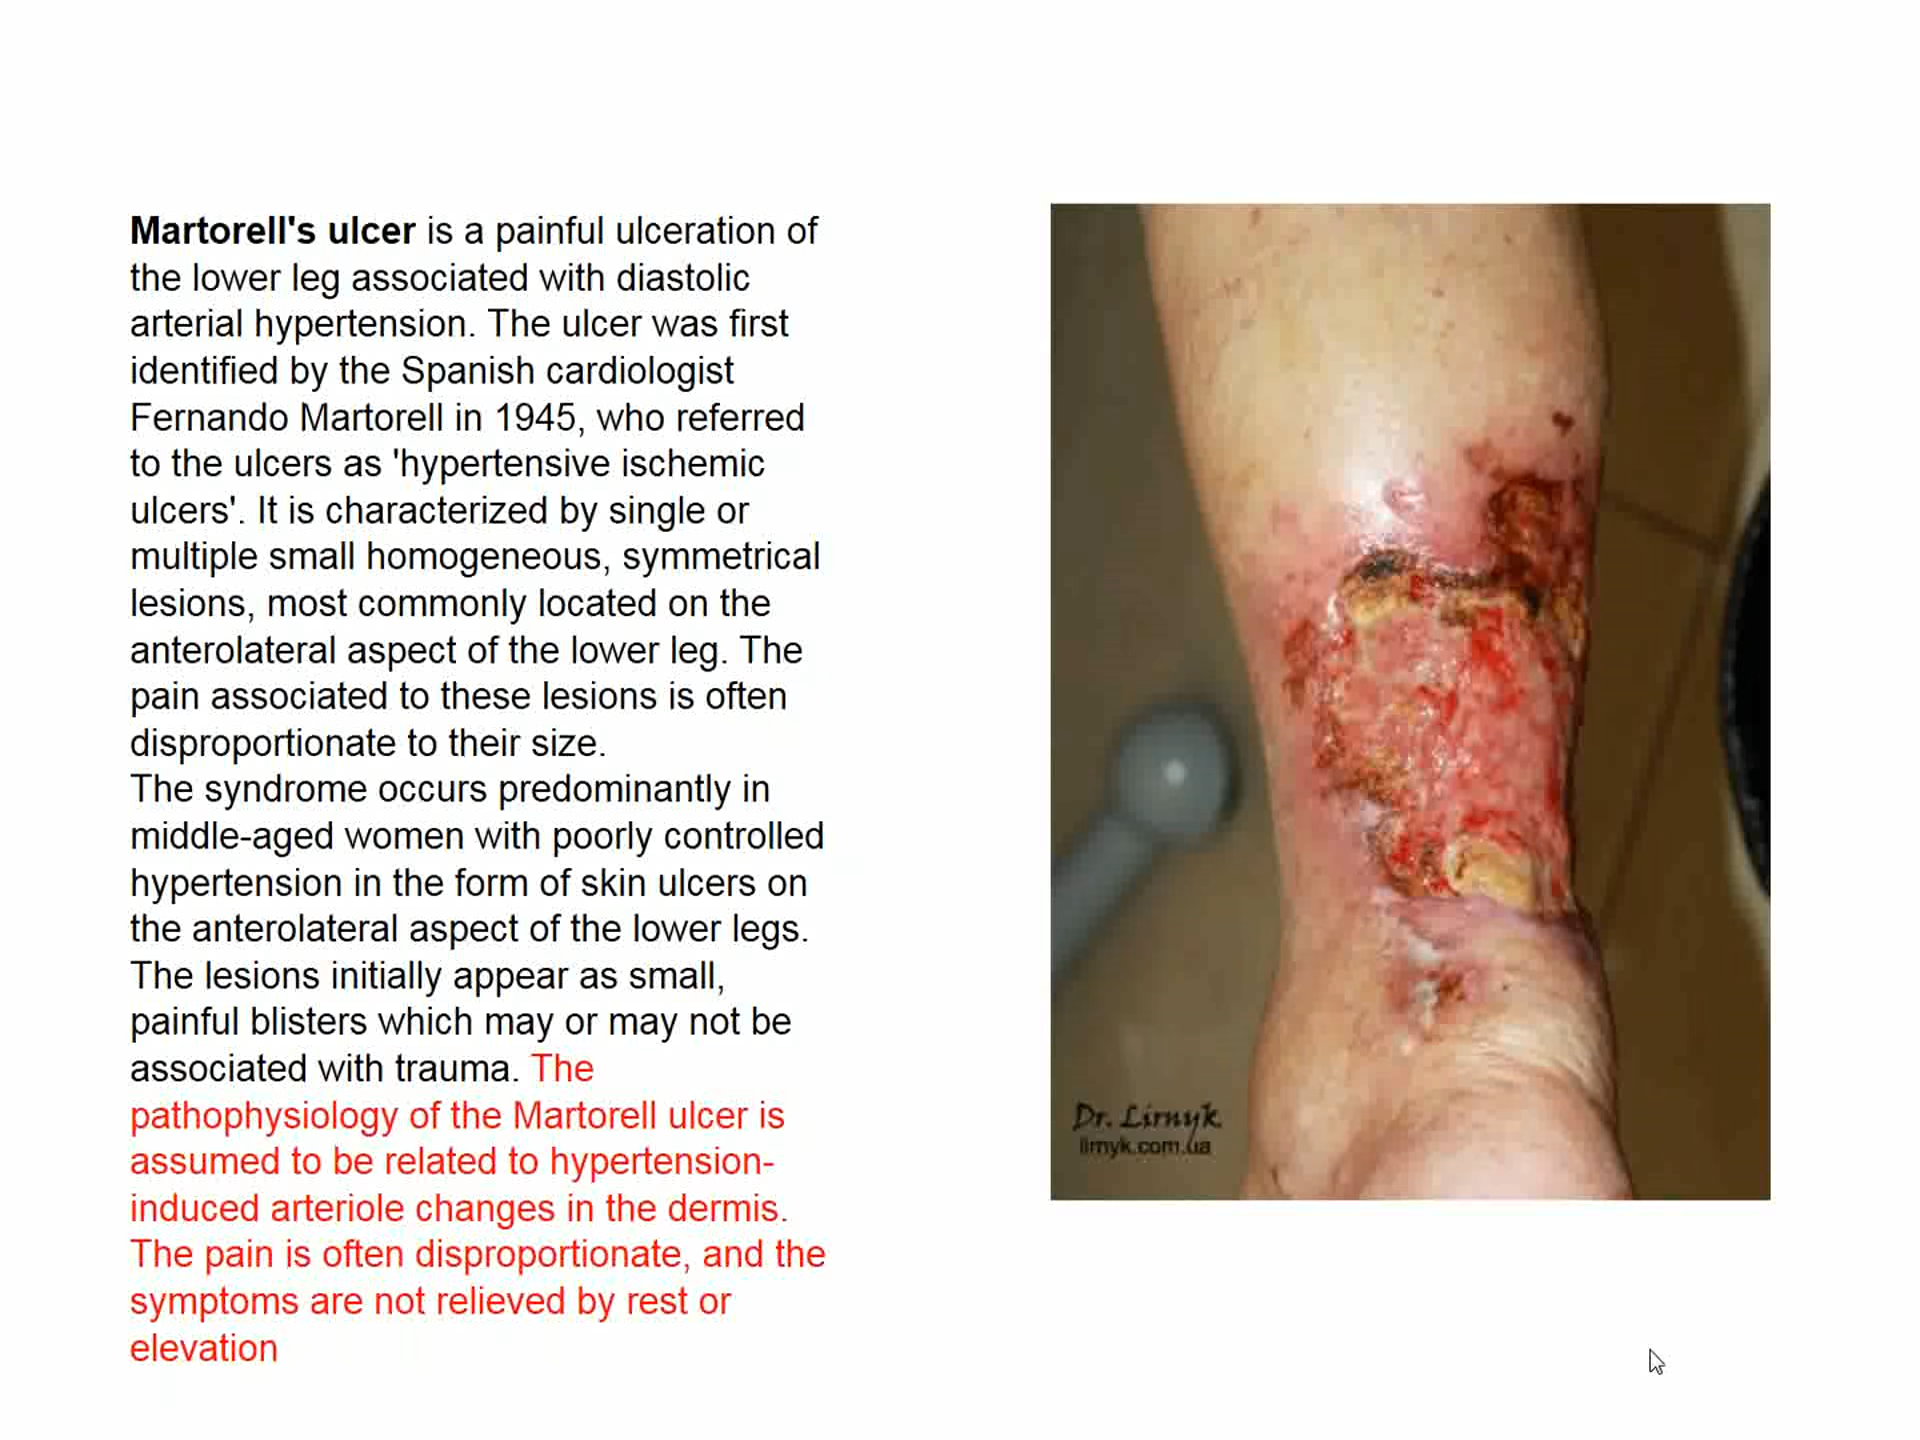 Martorell's ulcer is a painful ulceration of
the lower leg associated with diastolic
arterial hypertension. The ulcer was first
identified by the Spanish cardiologist
Fernando Martorell in 1945, who referred
to the ulcers as 'hypertensive ischemic
ulcers'. It is characterized by single or
multiple small homogeneous, symmetrical
lesions, most commonly located on the
anterolateral aspect of the lower leg. The
pain associated to these lesions is often
disproportionate to their size.
The syndrome occurs predominantly in
middle-aged women with poorly controlled
hypertension in the form of skin ulcers on
the anterolateral aspect of the lower legs.
The lesions initially appear as small,
painful blisters which may or may not be
associated with trauma. The
pathophysiology of the Martorell ulcer is
assumed to be related to hypertension-
induced arteriole changes in the dermis.
The pain is often disproportionate, and the
symptoms are not relieved by rest or
elevation
Dr. Lirnyk
lirnyk.com.ua